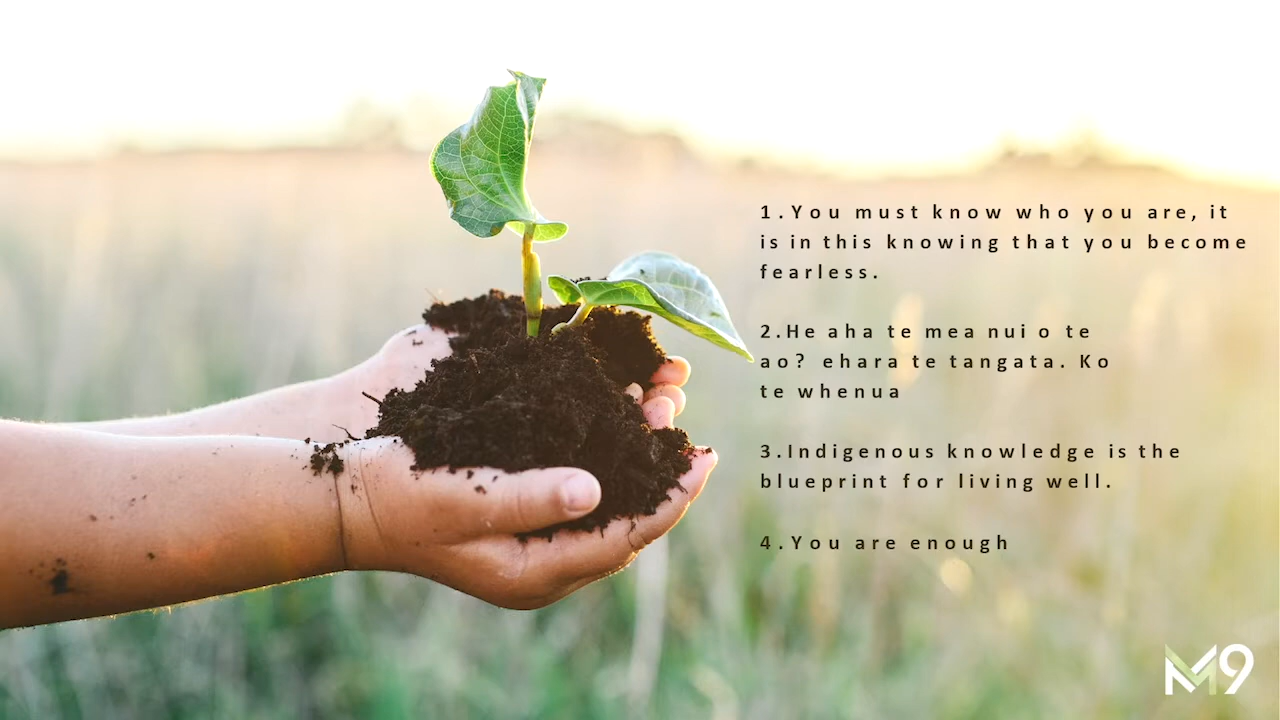 1.You must know who you are, it
is in this knowing that you become
fearless.
2.He aha te mea nui o te
ao? ehara te tangata. Ko
te whenua
3.Indigenous knowledge is the
blueprint for living well.
4.You are enough
M9